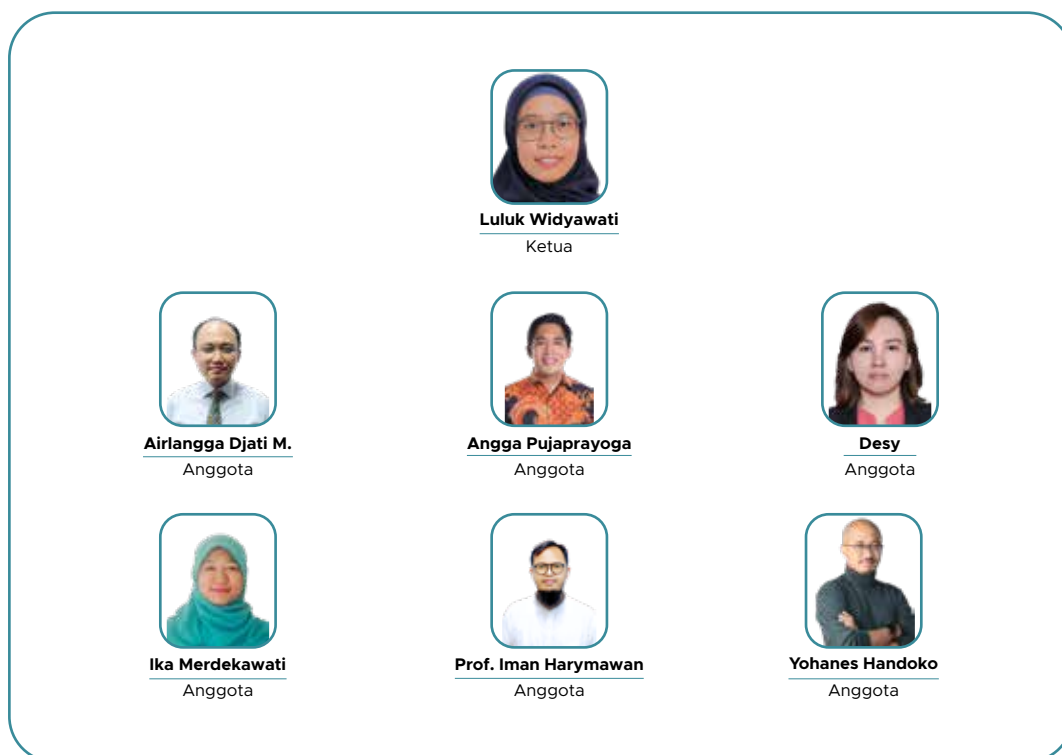 Luluk Widyawati
Ketua
Airlangga Djati M.
Anggota
Angga Pujaprayoga
Anggota
Desy
Anggota
Ika Merdekawati
Anggota
Prof. Iman Harymawan
Anggota
Yohanes Handoko
Anggota